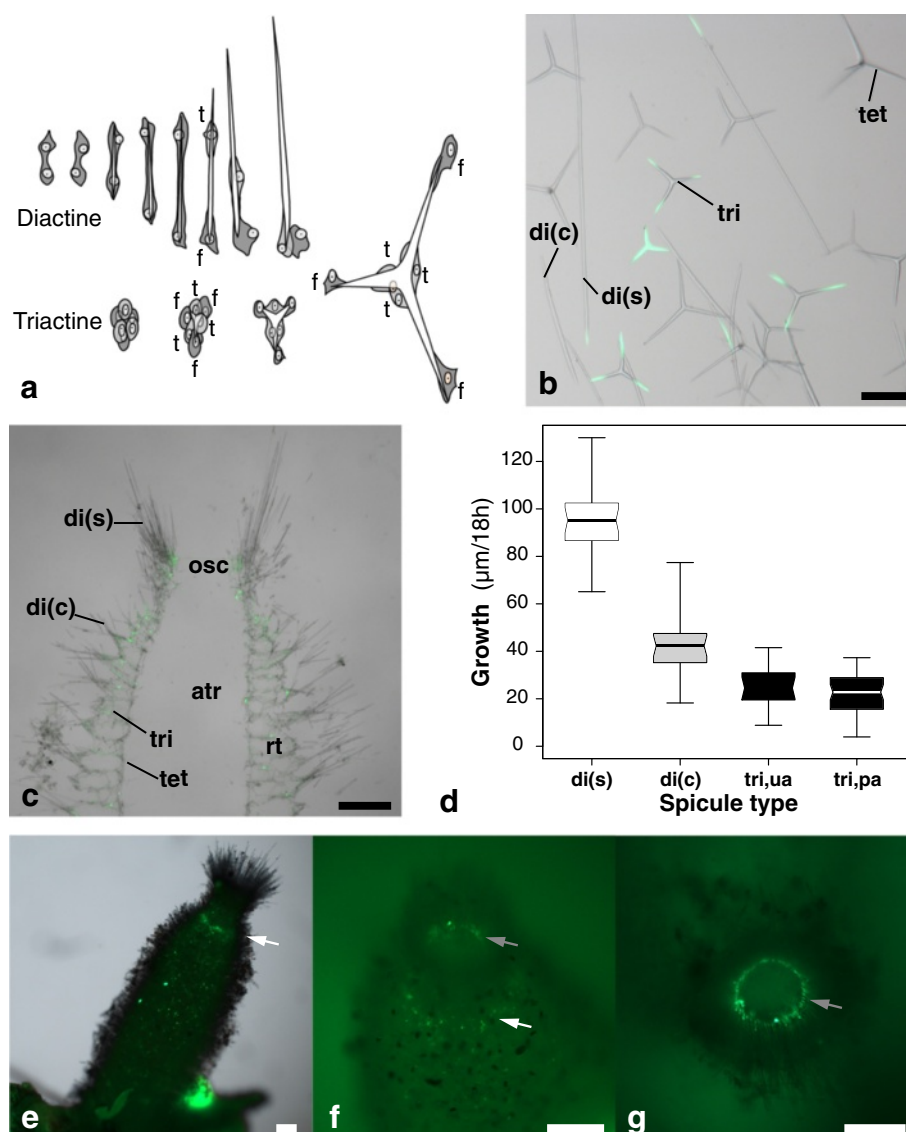 t
Diactine
f
f
t
t
f
t
f
t f
Triactine
t
t
f
f
a
tet
tri
di(c)
di(s)
b
di(s)
osc
di(c)
atr
tri
rt
tet
c
Growth (µm/18h)
120
100
80
60
40
20
0
di(s) di(c) tri,ua tri,pa
Spicule type
d
e
f
g